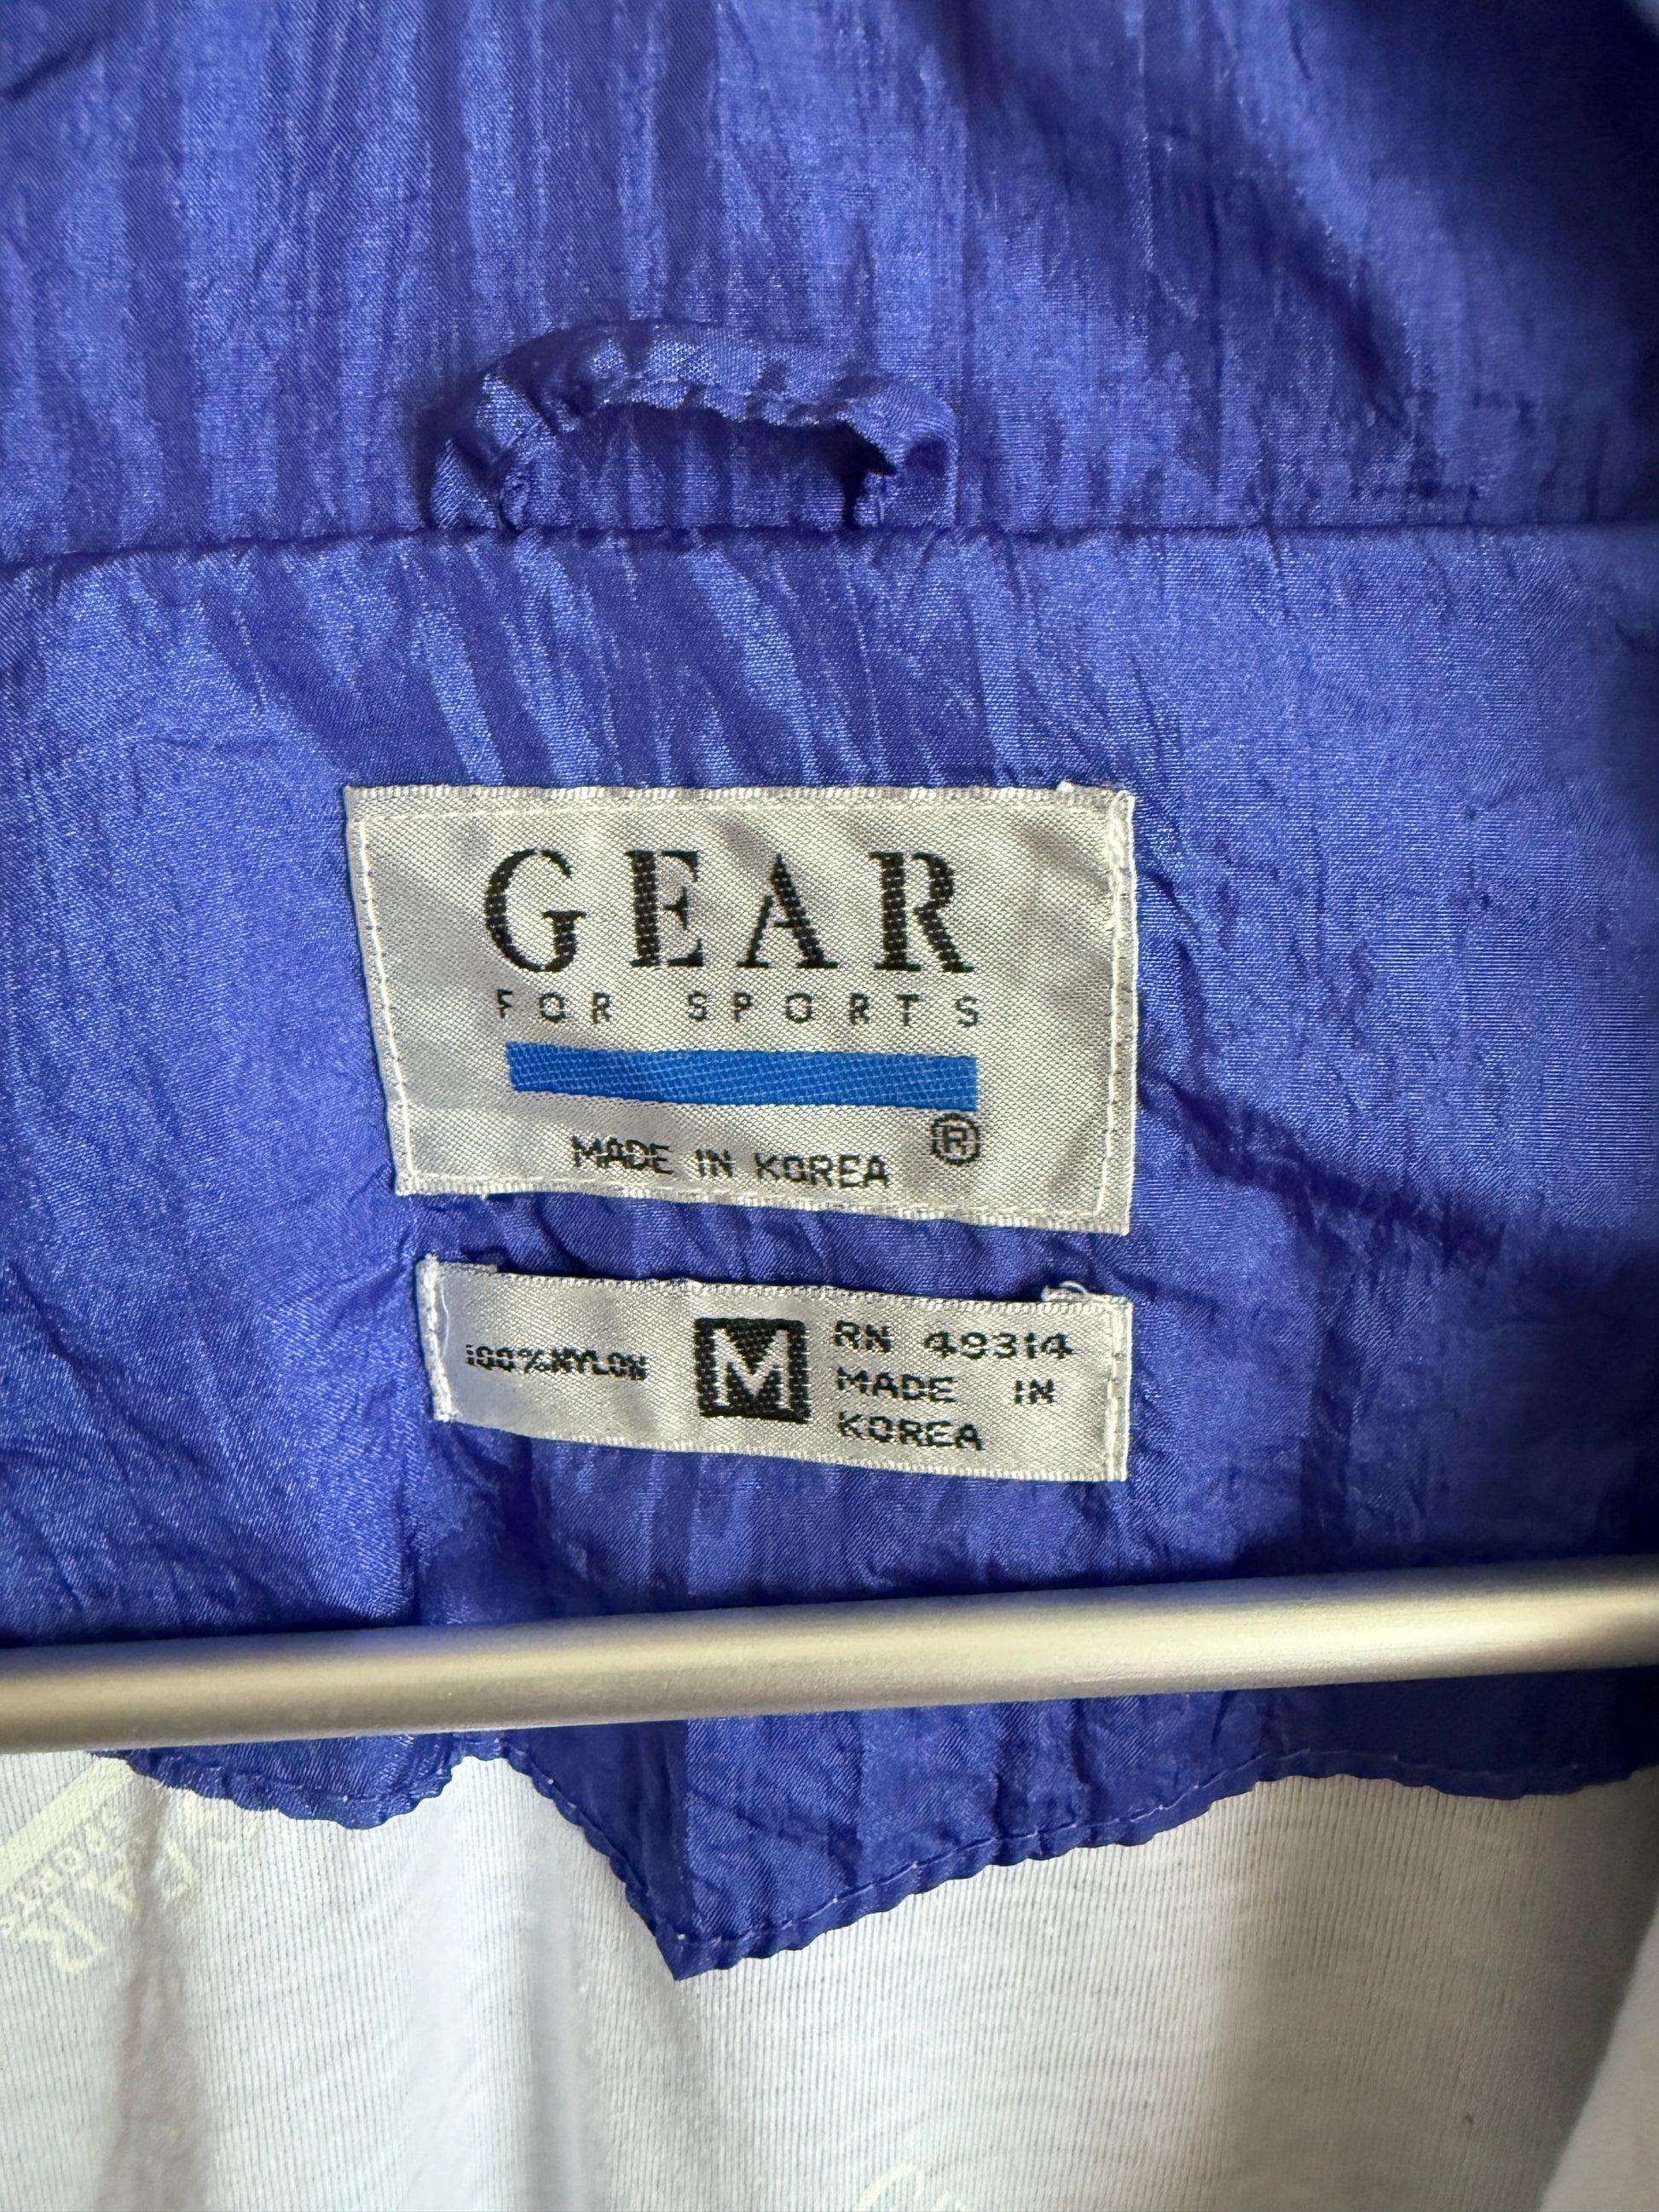 GEAR
FOR SPORTS
®
MADE IN KOREA
100% NYLON
M
RN 49314
MADE IN
KOREA